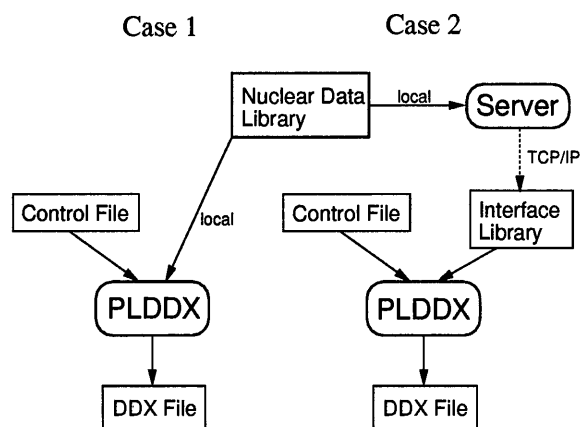 Case 1
Case 2
Nuclear Data
Library
local
Server
TCP/IP
Control File
local
Control File
Interface
Library
PLDDX
PLDDX
DDX File
DDX File